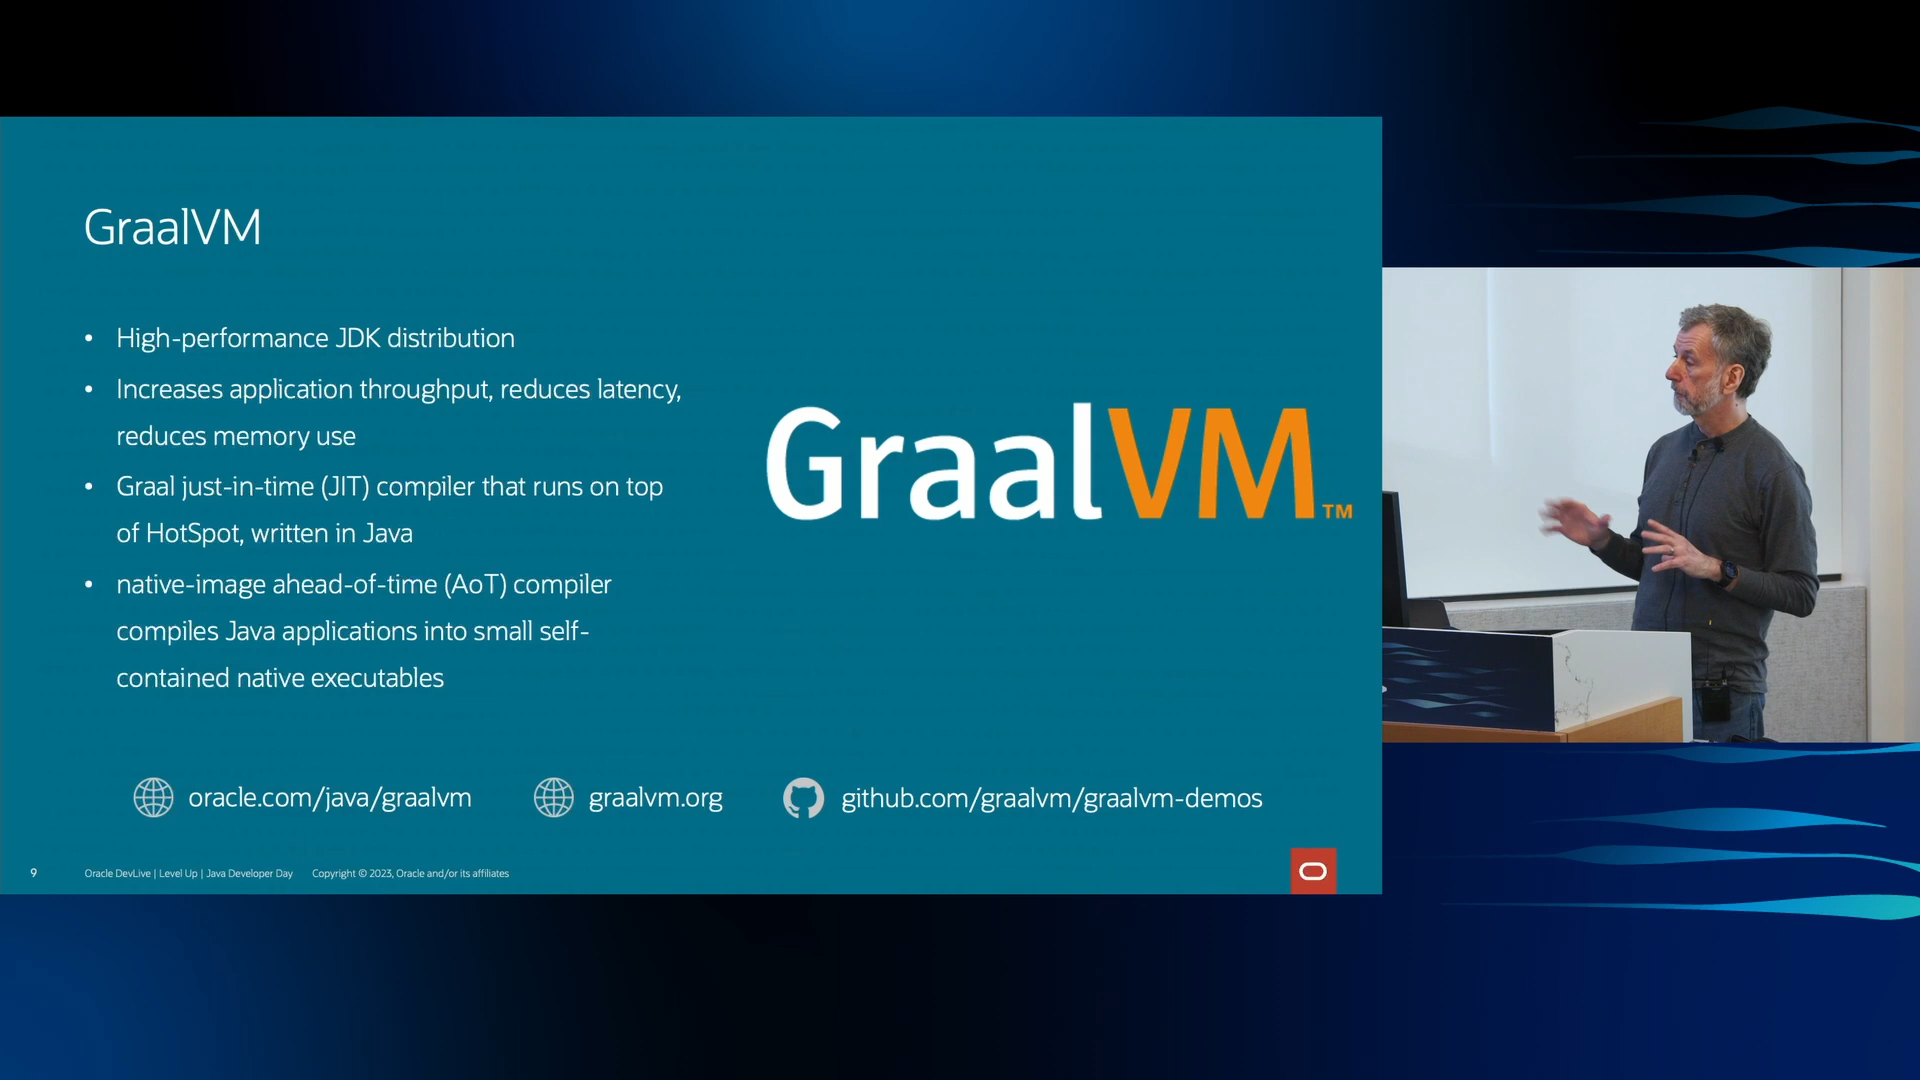 GraalVM
• High-performance JDK distribution
• Increases application throughput, reduces latency,
reduces memory use
• Graal just-in-time (JIT) compiler that runs on top
of HotSpot, written in Java
• native-image ahead-of-time (AoT) compiler
compiles Java applications into small self-
contained native executables
GraalVM™
oracle.com/java/graalvm
graalvm.org
github.com/graalvm/graalvm-demos
9
Oracle DevLive | Level Up | Java Developer Day
Copyright © 2023, Oracle and/or its affiliates